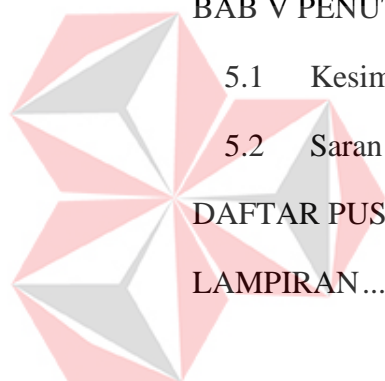 BAB V PENU
5.1 Kesim
5.2 Saran
DAFTAR PUS
LAMPIRAN...